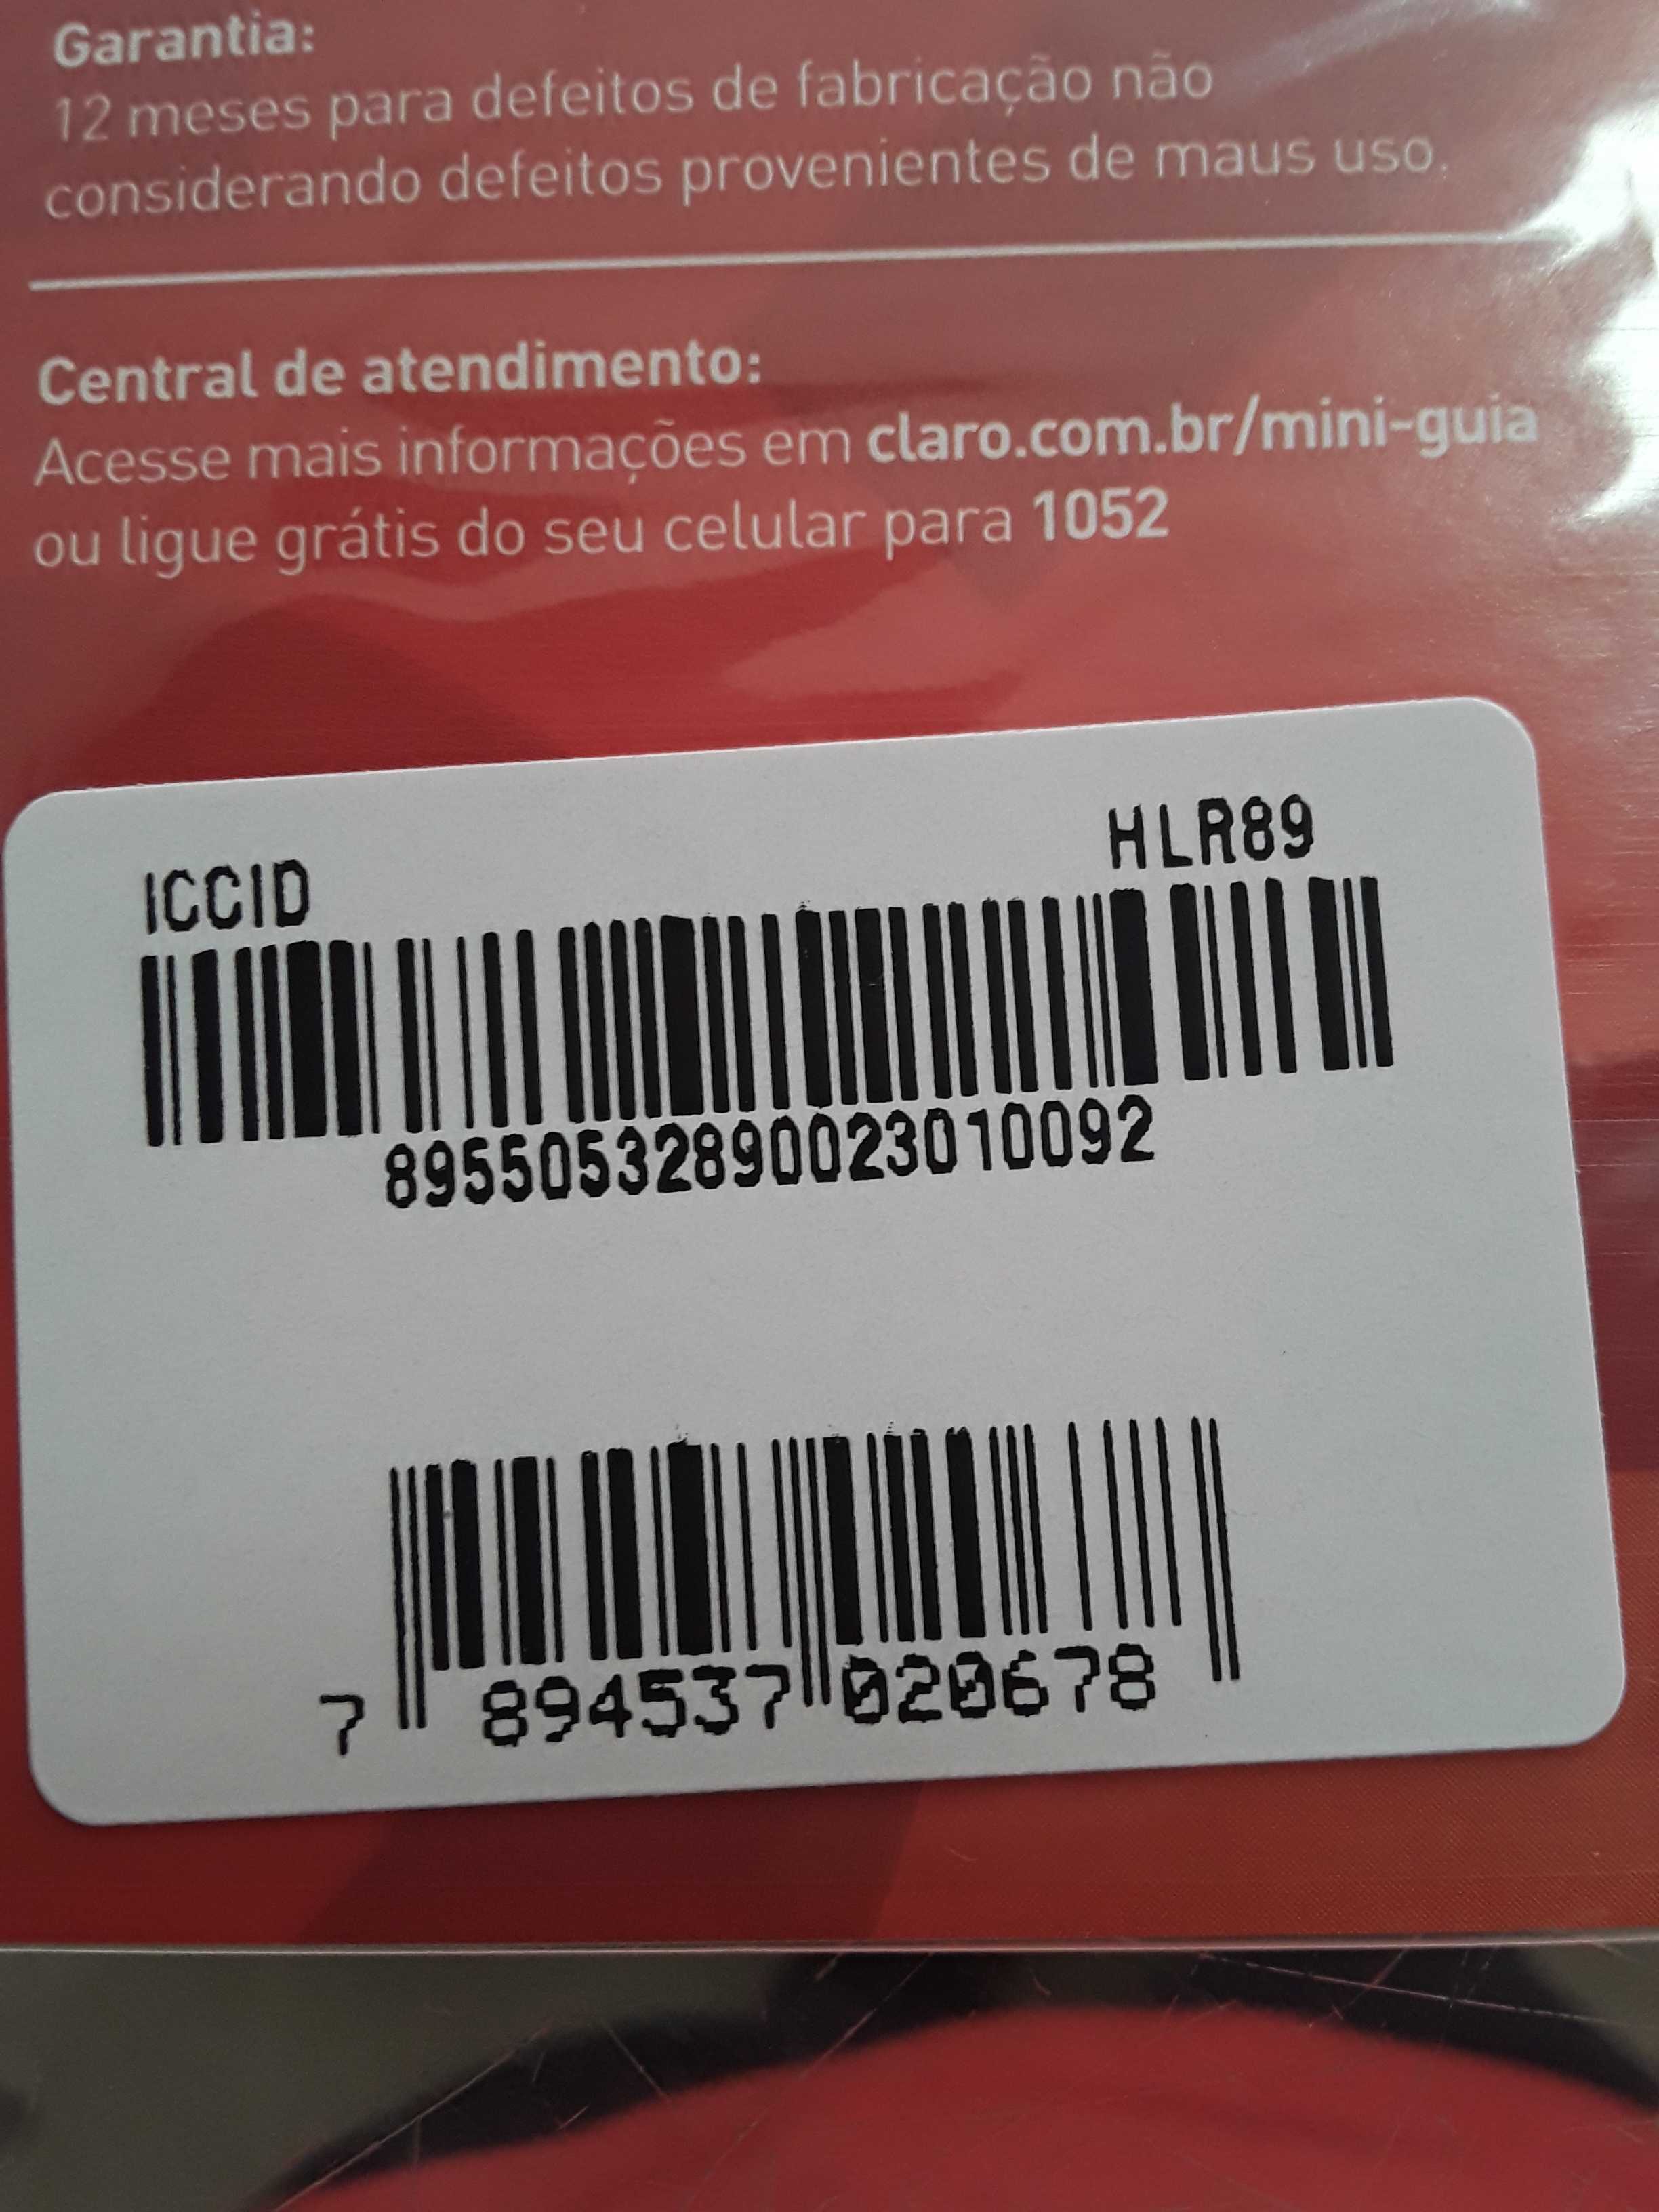 Garantia:
12 meses para defeitos de fabricação não
considerando defeitos provenientes de maus uso.
Central de atendimento:
Acesse mais informações em claro.com.br/mini-guia
ou ligue grátis do seu celular para 1052
ICCID HLR89
89550532890023010092
7 894537 020678